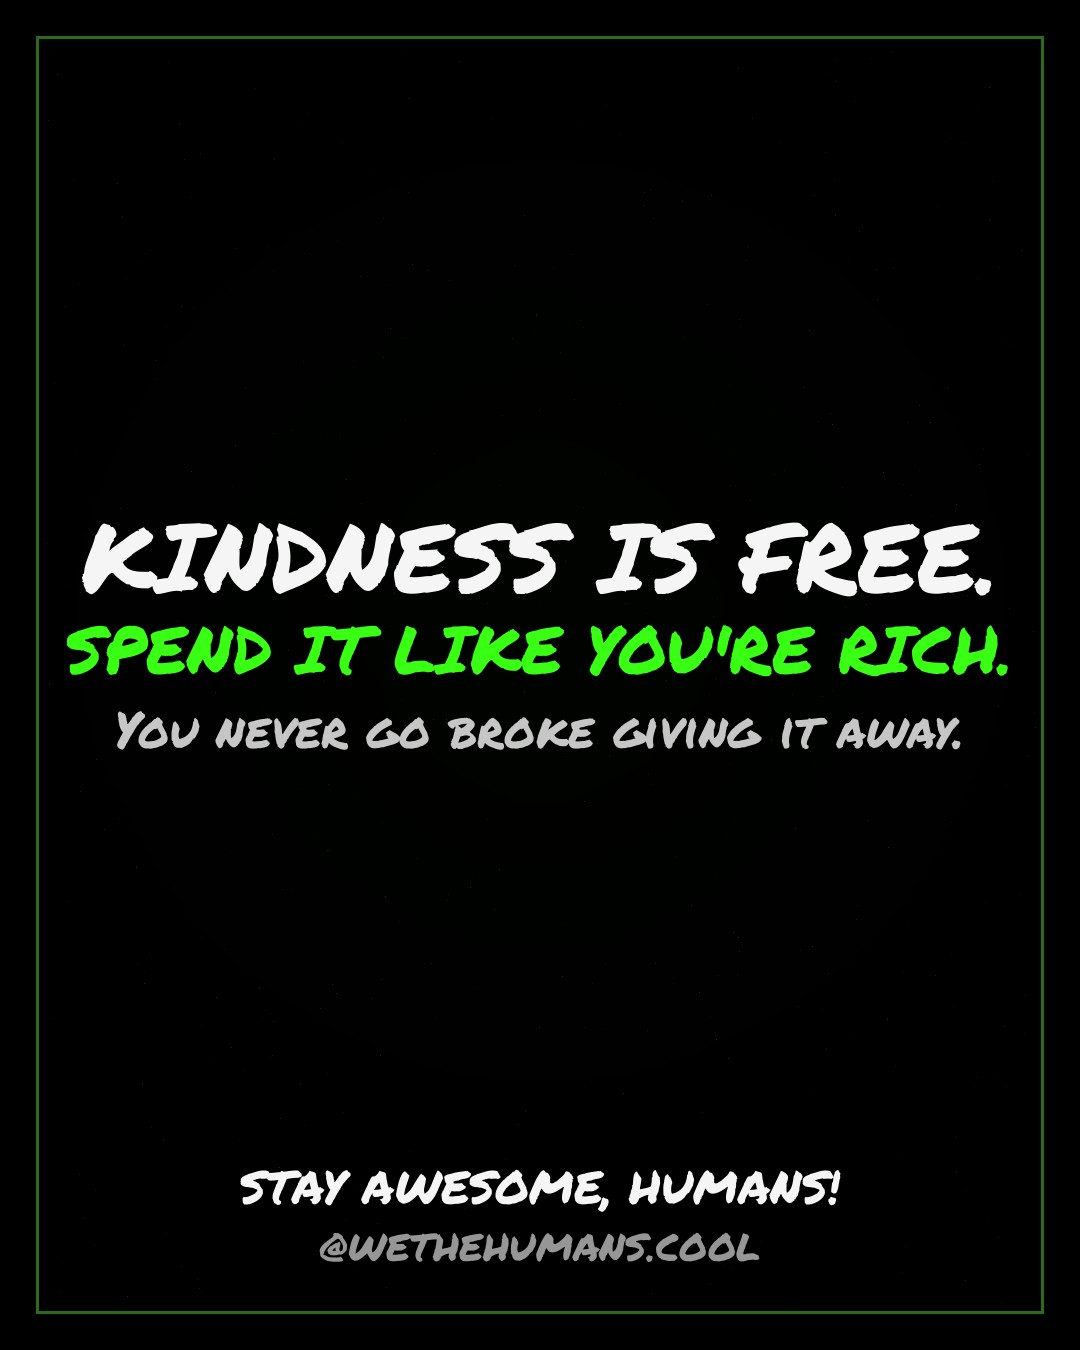 KINDNESS IS FREE.
SPEND IT LIKE YOU'RE RICH.
YOU NEVER GO BROKE GIVING IT AWAY.
STAY AWESOME, HUMANS!
@WETHEHUMANS.COOL